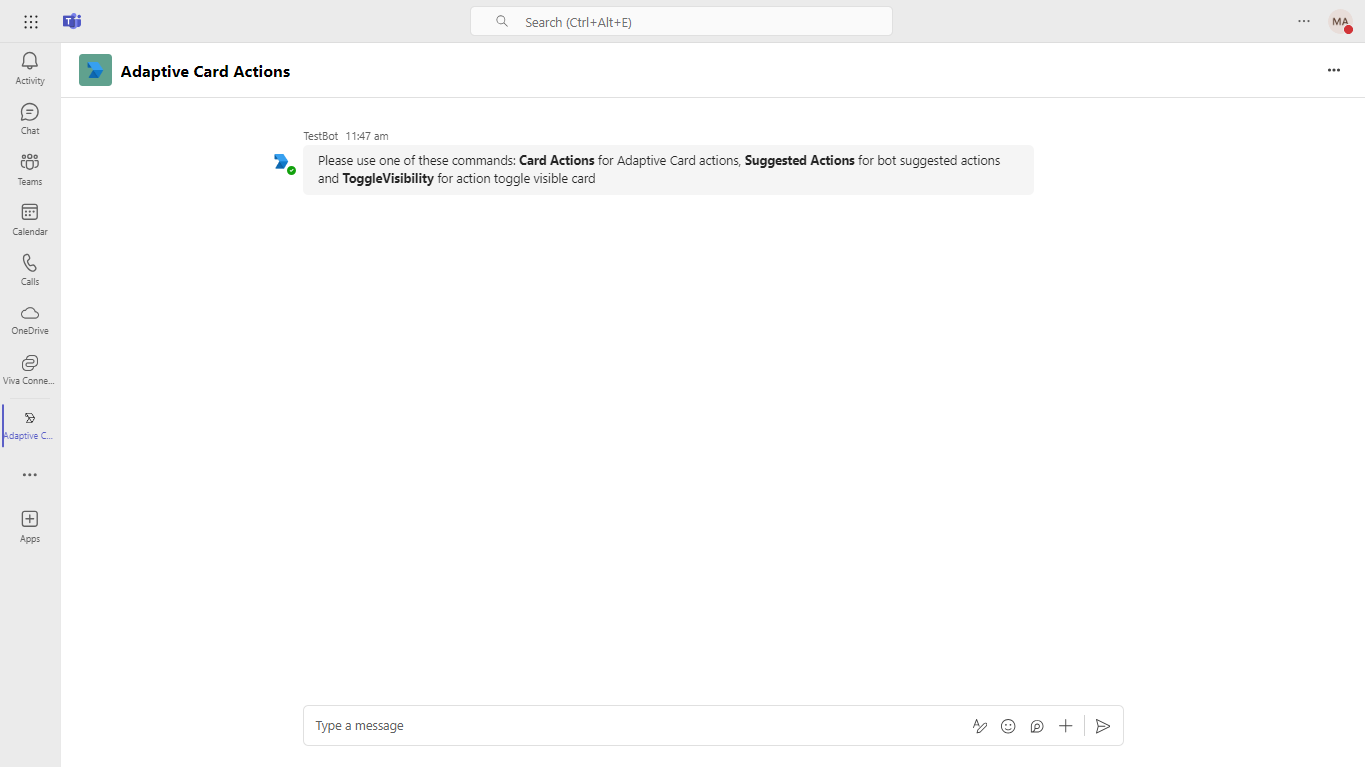 Search (Ctrl+Alt+E)
MA
Activity
Chat
Teams
Calendar
Calls
OneDrive
Viva Conne...
Adaptive C...
Apps
Adaptive Card Actions
TestBot 11:47 am
Please use one of these commands: Card Actions for Adaptive Card actions, Suggested Actions for bot suggested actions
and ToggleVisibility for action toggle visible card
Type a message